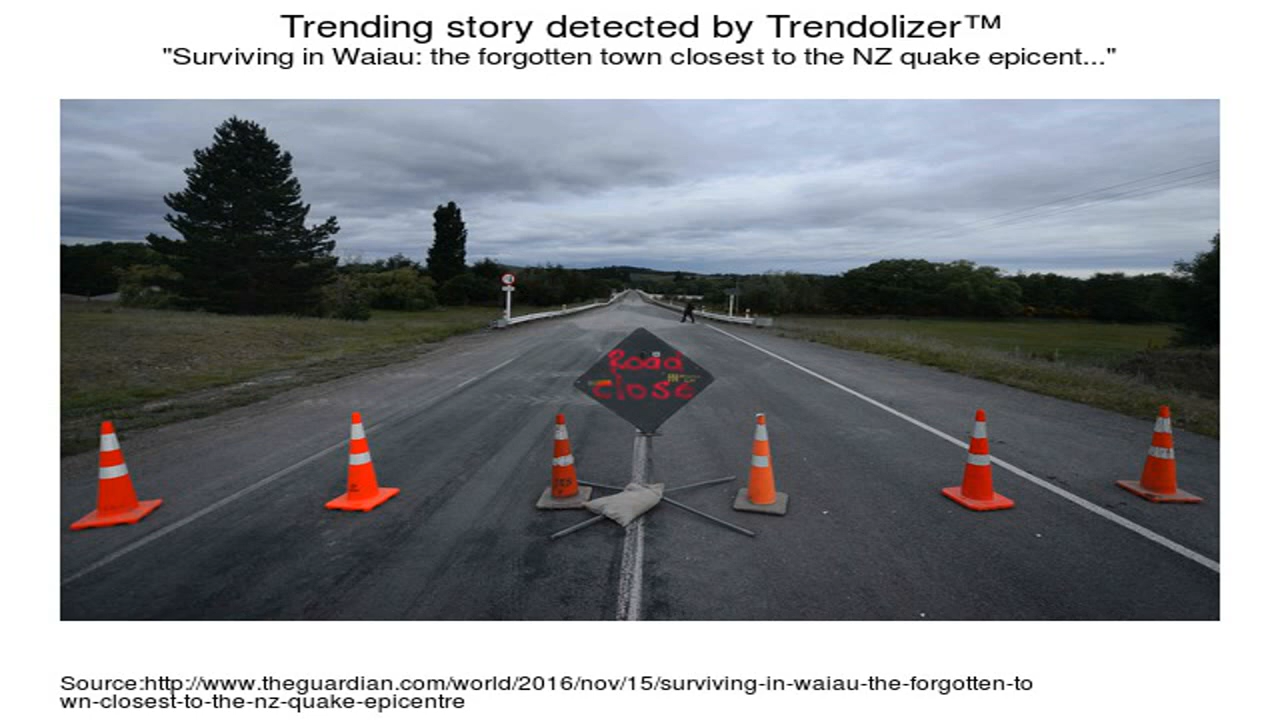 Trending story detected by Trendolizer™
"Surviving in Waiau: the forgotten town closest to the NZ quake epicent..."
Road
close
Source:http://www.theguardian.com/world/2016/nov/15/surviving-in-waiau-the-forgotten-to
wn-closest-to-the-nz-quake-epicentre